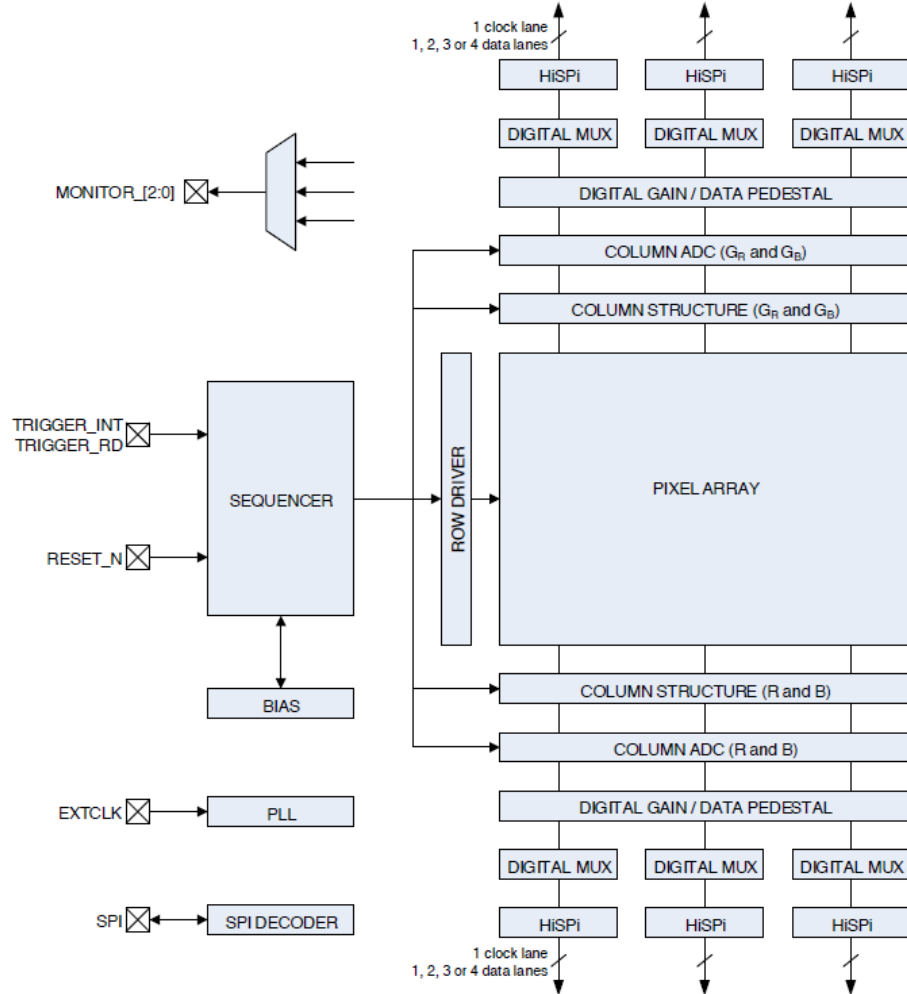 1 clock lane
1, 2, 3 or 4 data lanes
HiSPi HiSPi HiSPi
DIGITAL MUX DIGITAL MUX DIGITAL MUX
MONITOR_[2:0]
DIGITAL GAIN / DATA PEDESTAL
COLUMN ADC (GR and GB)
COLUMN STRUCTURE (GR and GB)
TRIGGER_INT
TRIGGER_RD
SEQUENCER
ROW DRIVER
PIXEL ARRAY
RESET_N
COLUMN STRUCTURE (R and B)
BIAS
COLUMN ADC (R and B)
EXTCLK
PLL
DIGITAL GAIN / DATA PEDESTAL
DIGITAL MUX DIGITAL MUX DIGITAL MUX
SPI
SPI DECODER
HiSPi HiSPi HiSPi
1 clock lane
1, 2, 3 or 4 data lanes